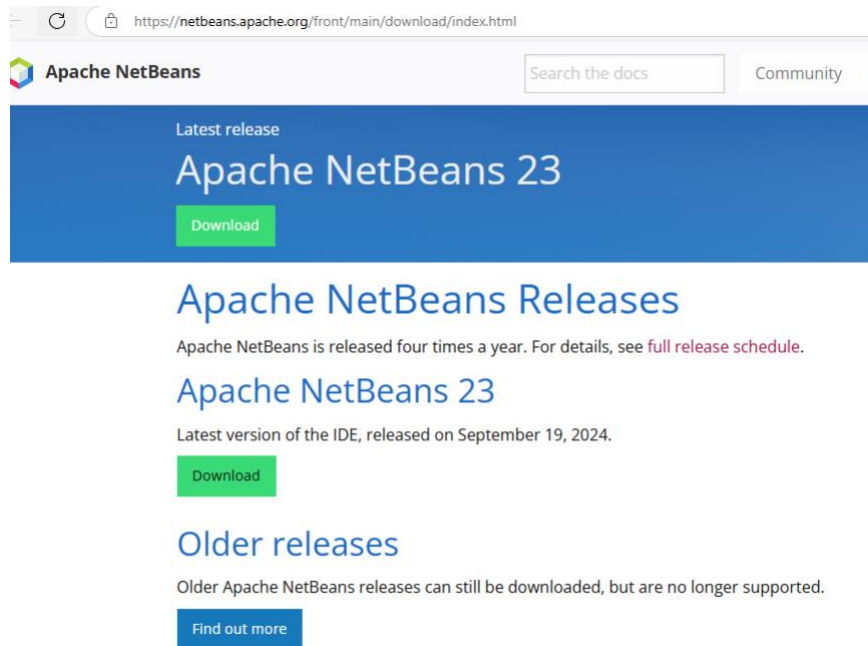 https://netbeans.apache.org/front/main/download/index.html
Apache NetBeans
Search the docs
Community
Latest release
Apache NetBeans 23
Download
Apache NetBeans Releases
Apache NetBeans is released four times a year. For details, see full release schedule.
Apache NetBeans 23
Latest version of the IDE, released on September 19, 2024.
Download
Older releases
Older Apache NetBeans releases can still be downloaded, but are no longer supported.
Find out more